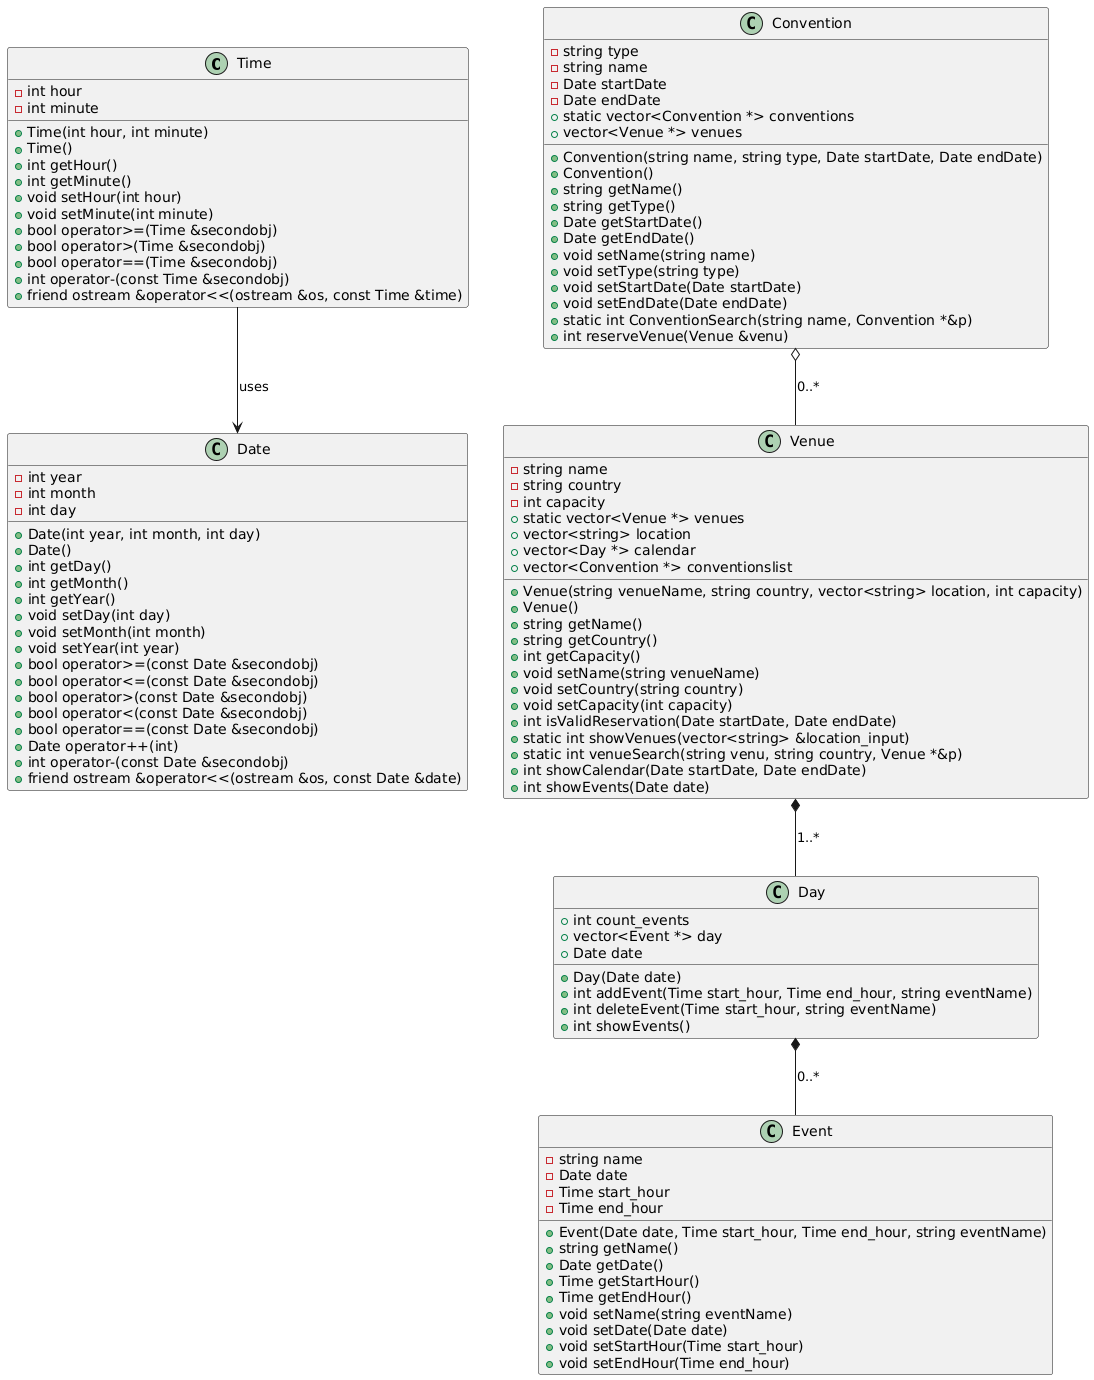 Time
int hour
int minute
Time(int hour, int minute)
Time()
int getHour()
int getMinute()
void setHour(int hour)
void setMinute(int minute)
bool operator>=(Time &secondobj)
bool operator>(Time &secondobj)
bool operator==(Time &secondobj)
int operator-(const Time &secondobj)
friend ostream &operator<<(ostream &os, const Time &time)
uses
Date
int year
int month
int day
Date(int year, int month, int day)
Date()
int getDay()
int getMonth()
int getYear()
void setDay(int day)
void setMonth(int month)
void setYear(int year)
bool operator>=(const Date &secondobj)
bool operator<=(const Date &secondobj)
bool operator>(const Date &secondobj)
bool operator<(const Date &secondobj)
bool operator==(const Date &secondobj)
Date operator++(int)
int operator-(const Date &secondobj)
friend ostream &operator<<(ostream &os, const Date &date)
Convention
string type
string name
Date startDate
Date endDate
static vector<Convention *> conventions
vector<Venue *> venues
Convention(string name, string type, Date startDate, Date endDate)
Convention()
string getName()
string getType()
Date getStartDate()
Date getEndDate()
void setName(string name)
void setType(string type)
void setStartDate(Date startDate)
void setEndDate(Date endDate)
static int ConventionSearch(string name, Convention *&p)
int reserveVenue(Venue &venu)
0..*
Venue
string name
string country
int capacity
static vector<Venue *> venues
vector<string> location
vector<Day *> calendar
vector<Convention *> conventionslist
Venue(string venueName, string country, vector<string> location, int capacity)
Venue()
string getName()
string getCountry()
int getCapacity()
void setName(string venueName)
void setCountry(string country)
void setCapacity(int capacity)
int isValidReservation(Date startDate, Date endDate)
static int showVenues(vector<string> &location_input)
static int venueSearch(string venu, string country, Venue *&p)
int showCalendar(Date startDate, Date endDate)
int showEvents(Date date)
1..*
Day
int count_events
vector<Event *> day
Date date
Day(Date date)
int addEvent(Time start_hour, Time end_hour, string eventName)
int deleteEvent(Time start_hour, string eventName)
int showEvents()
0..*
Event
string name
Date date
Time start_hour
Time end_hour
Event(Date date, Time start_hour, Time end_hour, string eventName)
string getName()
Date getDate()
Time getStartHour()
Time getEndHour()
void setName(string eventName)
void setDate(Date date)
void setStartHour(Time start_hour)
void setEndHour(Time end_hour)